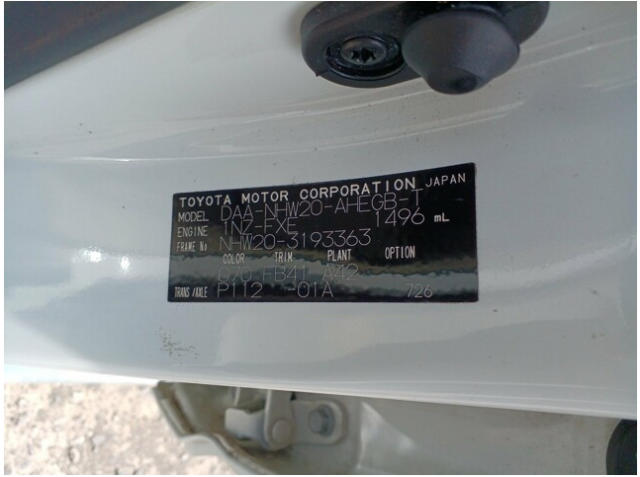 TOYOTA MOTOR CORPORATION JAPAN
MODEL DAA-NHW20-AHEGB-T
ENGINE 1NZ-FXE 1496 mL
FRAME No NHW20-3193363
COLOR TRIM PLANT OPTION
FB41 A42
TRANS/AXLE P112 -01A 726